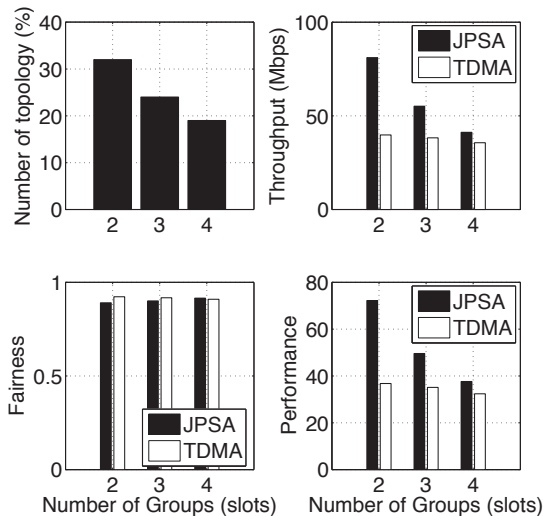 Number of topology (%)
40
30
20
10
0
2 3 4
Throughput (Mbps)
100
50
0
JPSA
TDMA
2 3 4
Fairness
1
0.5
0
JPSA
TDMA
2 3 4
Number of Groups (slots)
Performance
80
60
40
20
0
JPSA
TDMA
2 3 4
Number of Groups (slots)